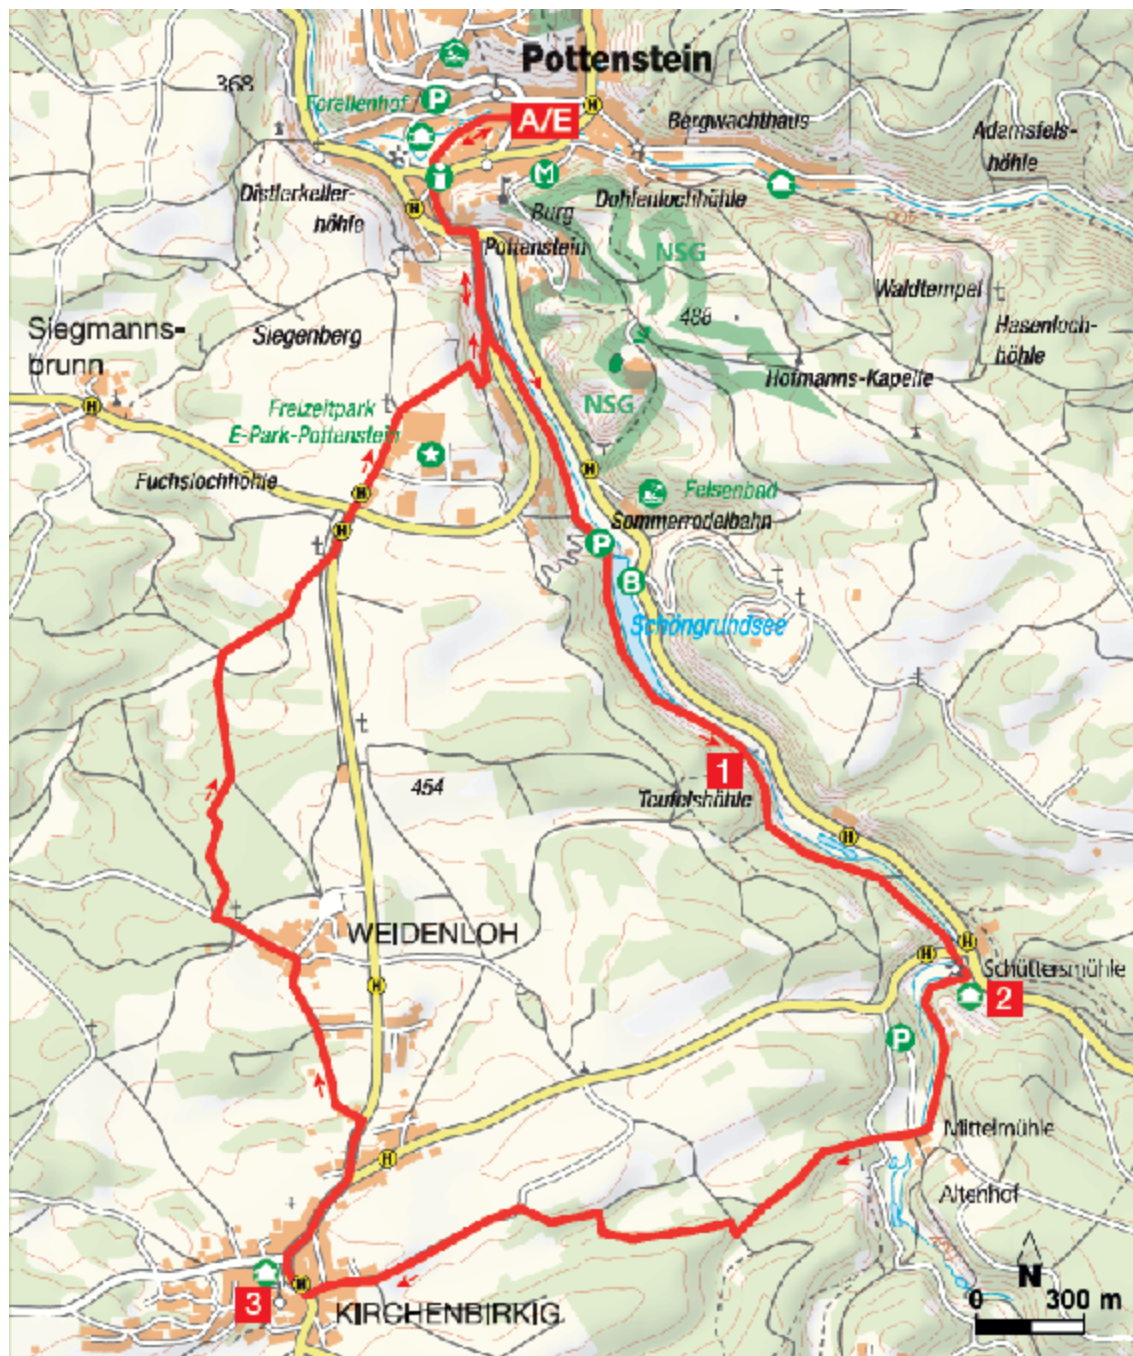 Pottenstein
368
Forellenhof
P
H
A/E
Bergwachthaus
Adamsfels-
höhle
i
M
Distlerkeller-
höhle
H
Burg
Pottenstein
Dohlenlochhöhle
NSG
Waldtempel
Siegmanns-
brunn
Siegenberg
486
Hasenloch-
höhle
Hofmanns-Kapelle
H
Freizeitpark
E-Park-Pottenstein
NSG
Fuchslochhöhle
H
H
Felsenbad
Sommerrodelbahn
H
P
B
Schöngrundsee
454
1
Teufelshöhle
H
WEIDENLOH
H
H
Schüttersmühle
2
H
P
Mittelmühle
H
Altenhof
N
0 300 m
H
3
KIRCHENBIRKIG